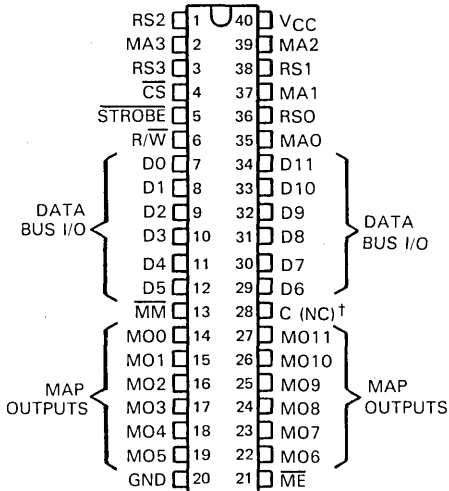 RS2 1 40 VCC
MA3 2 39 MA2
RS3 3 38 RS1
CS 4 37 MA1
STROBE 5 36 RS0
R/W 6 35 MA0
D0 7 34 D11
D1 8 33 D10
D2 9 32 D9
D3 10 31 D8
D4 11 30 D7
D5 12 29 D6
DATA
BUS I/O
DATA
BUS I/O
MM 13 28 C (NC)†
MO0 14 27 MO11
MO1 15 26 MO10
MO2 16 25 MO9
MO3 17 24 MO8
MO4 18 23 MO7
MO5 19 22 MO6
MAP
OUTPUTS
MAP
OUTPUTS
GND 20 21 ME